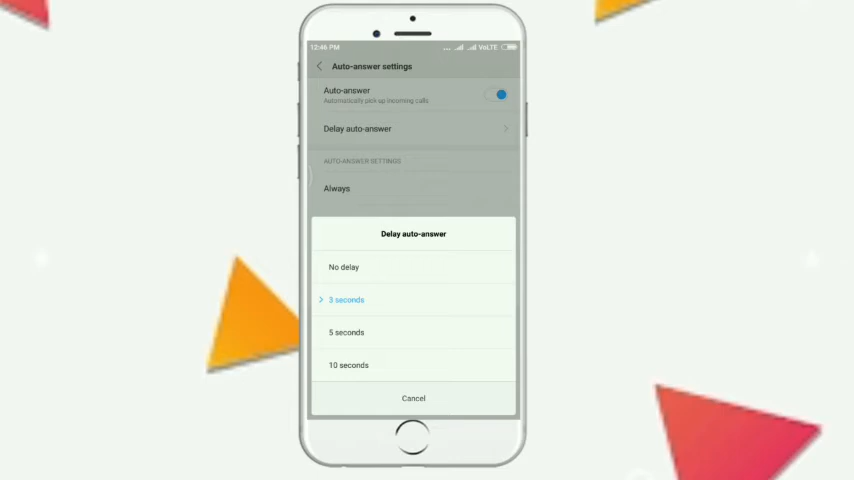 12:46 PM ... VoLTE
Auto-answer settings
Auto-answer
Automatically pick up incoming calls
Delay auto-answer
AUTO-ANSWER SETTINGS
Always
Delay auto-answer
No delay
3 seconds
5 seconds
10 seconds
Cancel